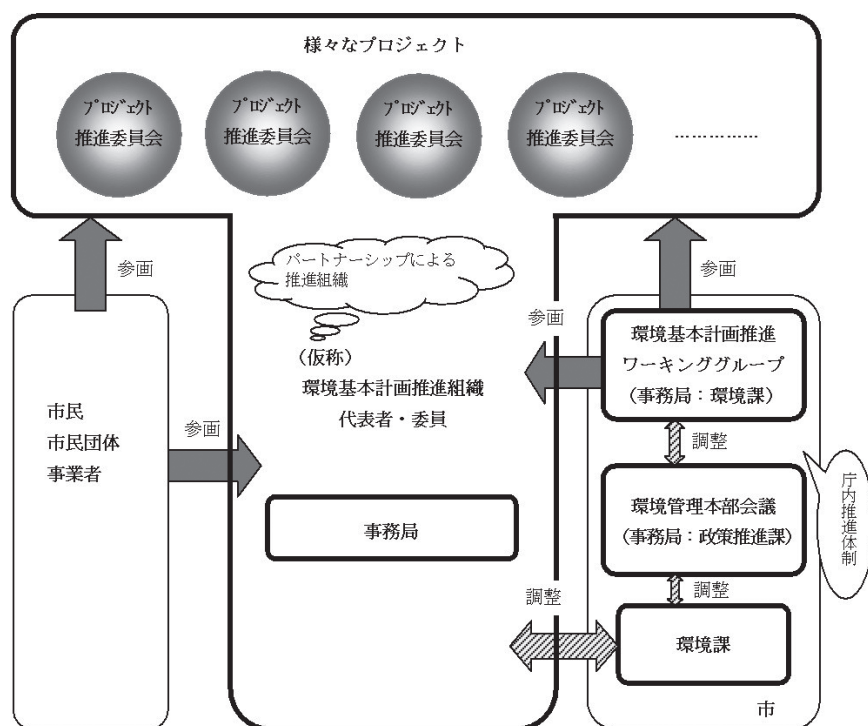 様々なプロジェクト
プロジェクト
推進委員会
プロジェクト
推進委員会
プロジェクト
推進委員会
プロジェクト
推進委員会
……………
参画
参画
パートナーシップによる
推進組織
(仮称)
環境基本計画推進組織
代表者・委員
参画
環境基本計画推進
ワーキンググループ
(事務局:環境課)
市民
市民団体
事業者
参画
調整
事務局
環境管理本部会議
(事務局:政策推進課)
庁内推進体制
調整
調整
環境課
市